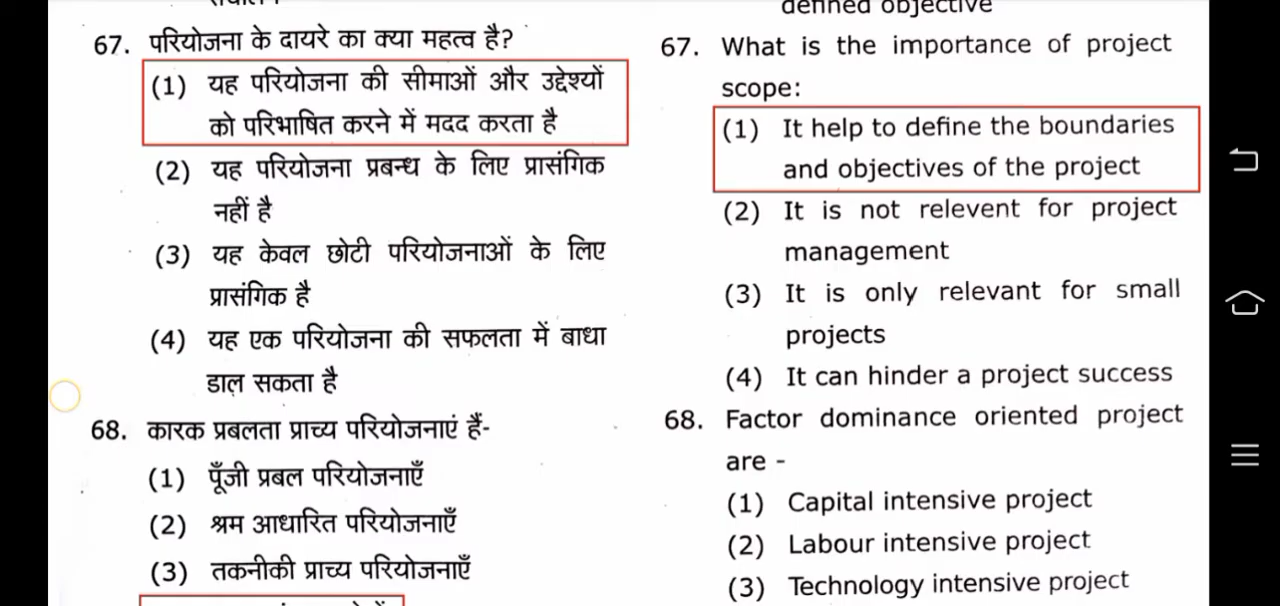 67. परियोजना के दायरे का क्या महत्व है?
(1) यह परियोजना की सीमाओं और उद्देश्यों
को परिभाषित करने में मदद करता है
(2) यह परियोजना प्रबन्ध के लिए प्रासंगिक
नहीं है
(3) यह केवल छोटी परियोजनाओं के लिए
प्रासंगिक है
(4) यह एक परियोजना की सफलता में बाधा
डाल सकता है
68. कारक प्रबलता प्राच्य परियोजनाएं हैं-
(1) पूँजी प्रबल परियोजनाएँ
(2) श्रम आधारित परियोजनाएँ
(3) तकनीकी प्राच्य परियोजनाएँ
defined objective
67. What is the importance of project
scope:
(1) It help to define the boundaries
and objectives of the project
(2) It is not relevent for project
management
(3) It is only relevant for small
projects
(4) It can hinder a project success
68. Factor dominance oriented project
are -
(1) Capital intensive project
(2) Labour intensive project
(3) Technology intensive project